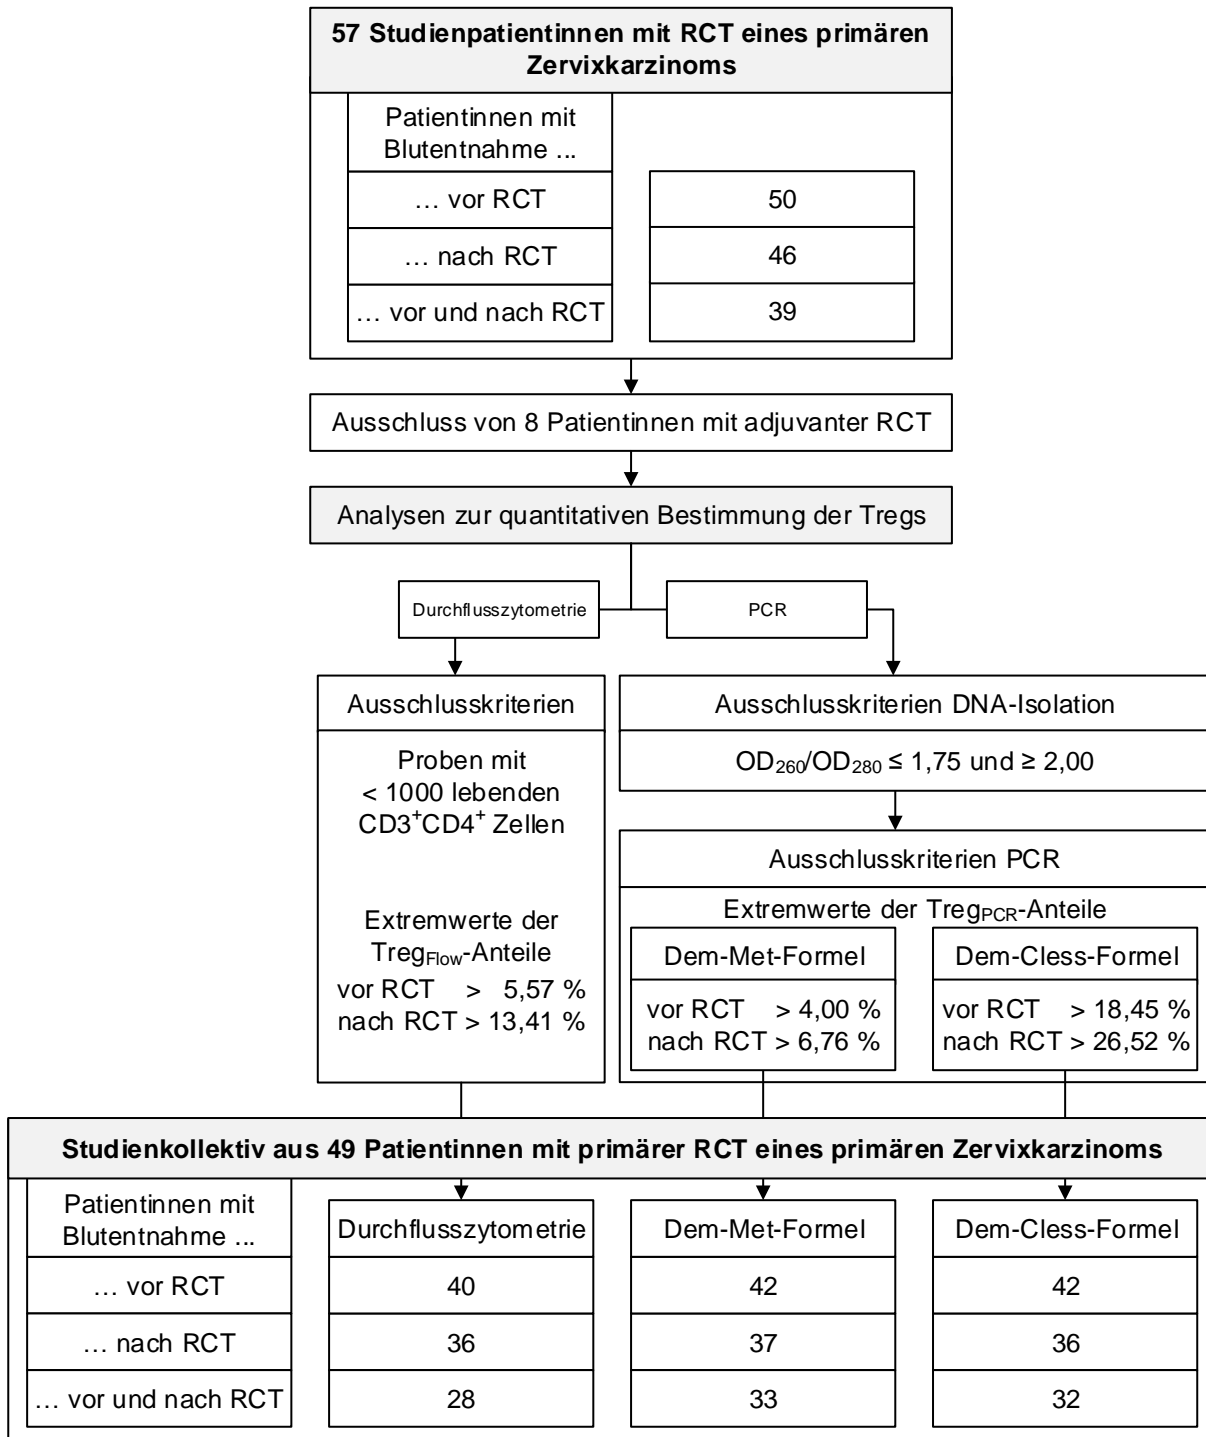 57 Studienpatientinnen mit RCT eines primären
Zervixkarzinoms
Patientinnen mit
Blutentnahme ...
… vor RCT
50
… nach RCT
46
… vor und nach RCT
39
Ausschluss von 8 Patientinnen mit adjuvanter RCT
Analysen zur quantitativen Bestimmung der Tregs
Durchflusszytometrie
PCR
Ausschlusskriterien
Proben mit
< 1000 lebenden
CD3⁺CD4⁺ Zellen
Extremwerte der
Treg_Flow-Anteile
vor RCT > 5,57 %
nach RCT > 13,41 %
Ausschlusskriterien DNA-Isolation
OD₂₆₀/OD₂₈₀ ≤ 1,75 und ≥ 2,00
Ausschlusskriterien PCR
Extremwerte der Treg_PCR-Anteile
Dem-Met-Formel
vor RCT > 4,00 %
nach RCT > 6,76 %
Dem-Cless-Formel
vor RCT > 18,45 %
nach RCT > 26,52 %
Studienkollektiv aus 49 Patientinnen mit primärer RCT eines primären Zervixkarzinoms
Patientinnen mit
Blutentnahme ...
Durchflusszytometrie
Dem-Met-Formel
Dem-Cless-Formel
… vor RCT
40
42
42
… nach RCT
36
37
36
… vor und nach RCT
28
33
32